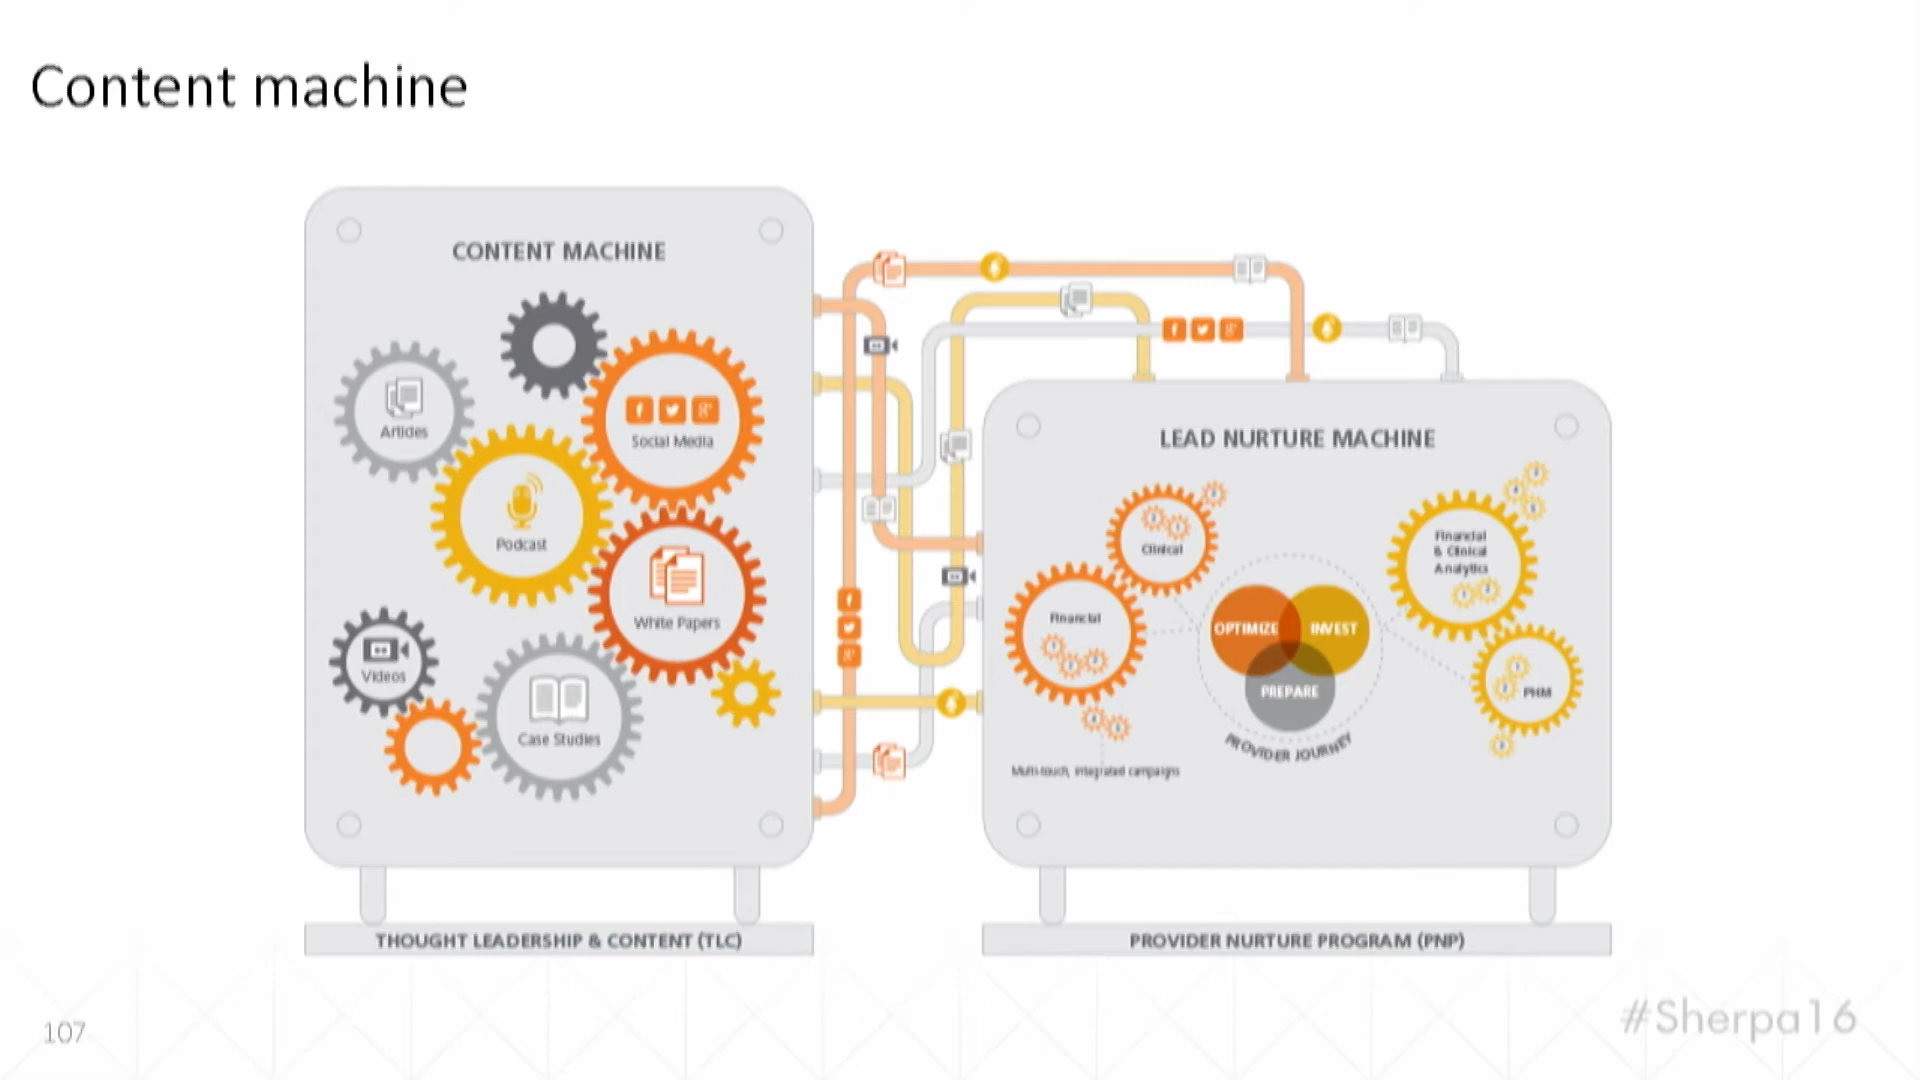 Content machine
CONTENT MACHINE
Articles
Social Media
Podcast
White Papers
Videos
Case Studies
THOUGHT LEADERSHIP & CONTENT (TLC)
LEAD NURTURE MACHINE
Clinical
Financial
Financial
& Clinical
Analytics
OPTIMIZE
INVEST
PREPARE
PHM
PROVIDER JOURNEY
Multi-touch, integrated campaigns
PROVIDER NURTURE PROGRAM (PNP)
107
#Sherpa16